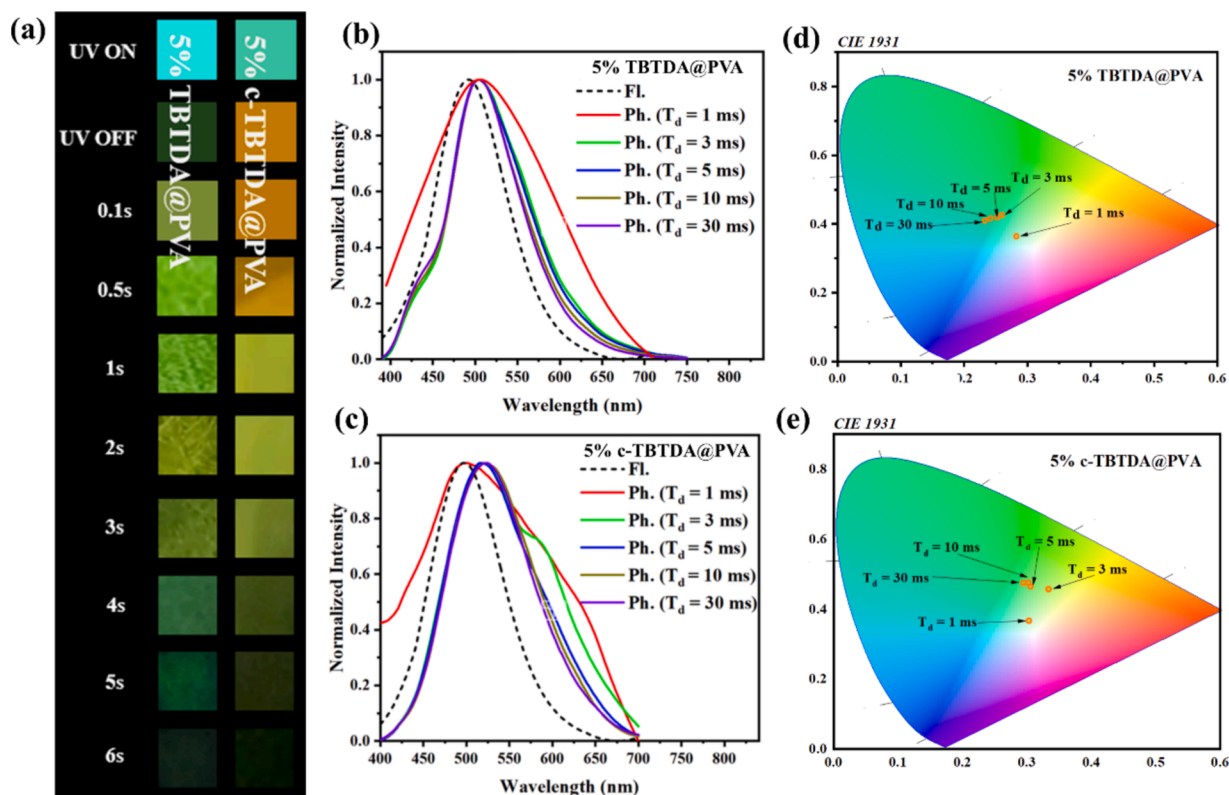 (a)
UV ON
UV OFF
0.1s
0.5s
1s
2s
3s
4s
5s
6s
5% TBTDA@PVA
5% c-TBTDA@PVA
(b)
5% TBTDA@PVA
Fl.
Ph. (Td = 1 ms)
Ph. (Td = 3 ms)
Ph. (Td = 5 ms)
Ph. (Td = 10 ms)
Ph. (Td = 30 ms)
Normalized Intensity
1.0
0.8
0.6
0.4
0.2
0.0
400 450 500 550 600 650 700 750 800
Wavelength (nm)
(c)
5% c-TBTDA@PVA
Fl.
Ph. (Td = 1 ms)
Ph. (Td = 3 ms)
Ph. (Td = 5 ms)
Ph. (Td = 10 ms)
Ph. (Td = 30 ms)
Normalized Intensity
1.0
0.8
0.6
0.4
0.2
0.0
400 450 500 550 600 650 700 750 800
Wavelength (nm)
(d)
CIE 1931
5% TBTDA@PVA
Td = 3 ms
Td = 5 ms
Td = 10 ms
Td = 30 ms
Td = 1 ms
0.8
0.6
0.4
0.2
0.0
0.0 0.1 0.2 0.3 0.4 0.5 0.6
(e)
CIE 1931
5% c-TBTDA@PVA
Td = 5 ms
Td = 10 ms
Td = 30 ms
Td = 3 ms
Td = 1 ms
0.8
0.6
0.4
0.2
0.0
0.0 0.1 0.2 0.3 0.4 0.5 0.6